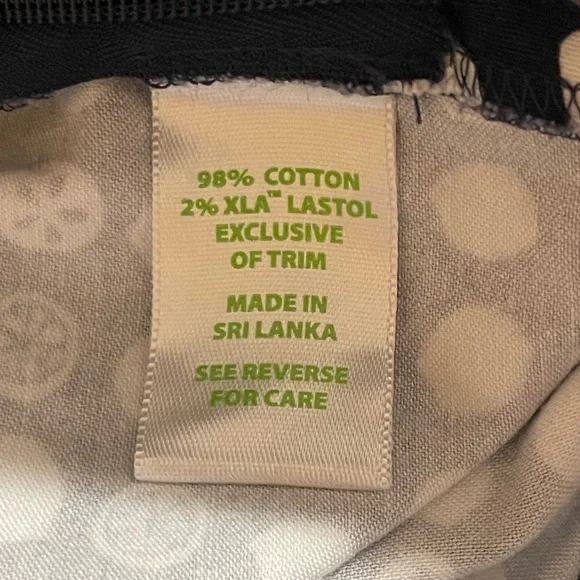 98% COTTON
2% XLA™ LASTOL
EXCLUSIVE
OF TRIM
MADE IN
SRI LANKA
SEE REVERSE
FOR CARE